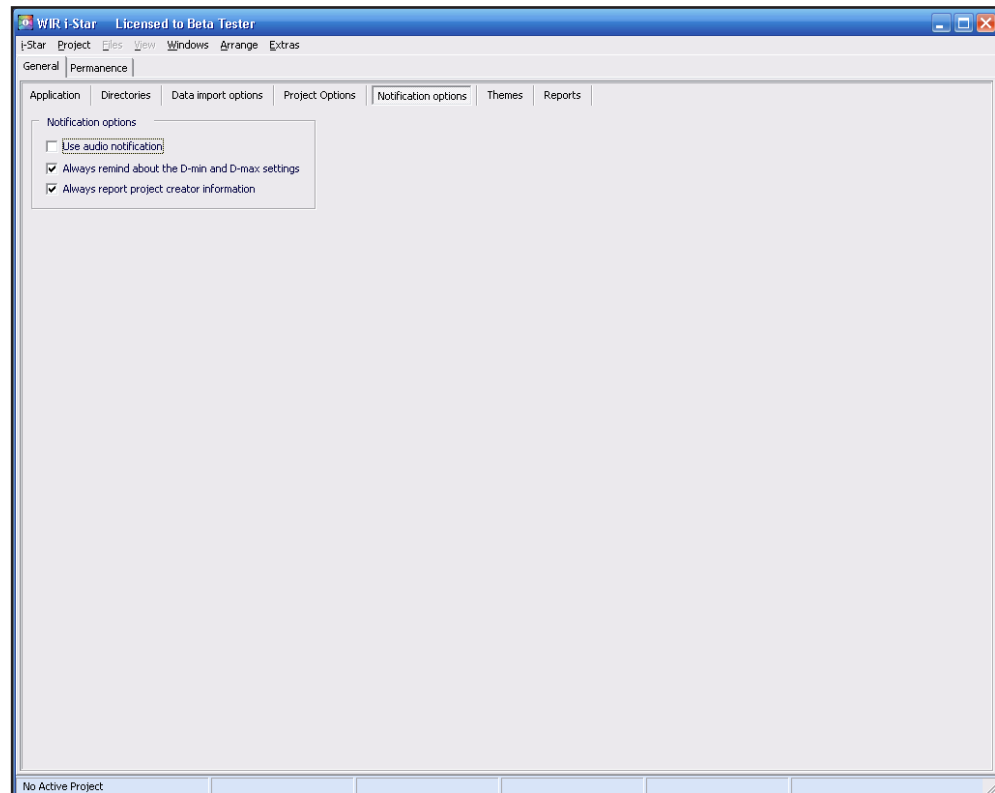 WIR i-Star Licensed to Beta Tester
i-Star Project Files View Windows Arrange Extras
General Permanence
Application Directories Data import options Project Options Notification options Themes Reports
Notification options
Use audio notification
Always remind about the D-min and D-max settings
Always report project creator information
No Active Project